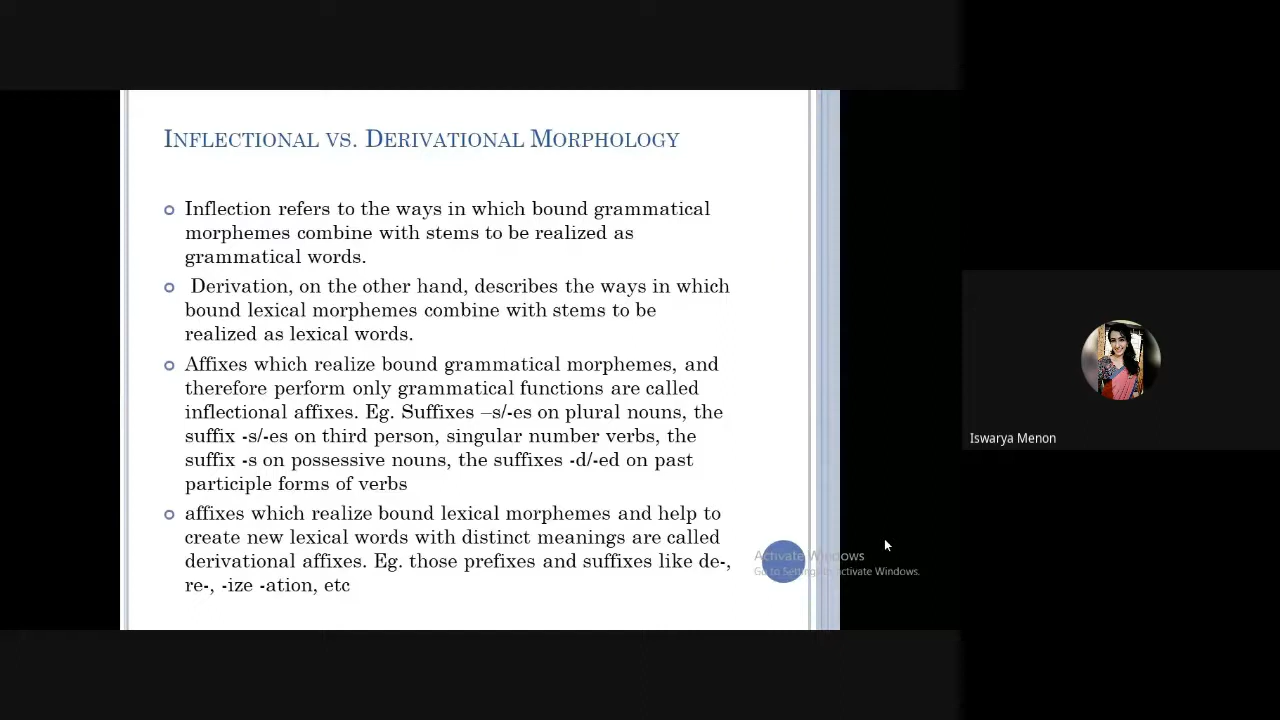 INFLECTIONAL VS. DERIVATIONAL MORPHOLOGY
Inflection refers to the ways in which bound grammatical
morphemes combine with stems to be realized as
grammatical words.
Derivation, on the other hand, describes the ways in which
bound lexical morphemes combine with stems to be
realized as lexical words.
Affixes which realize bound grammatical morphemes, and
therefore perform only grammatical functions are called
inflectional affixes. Eg. Suffixes –s/-es on plural nouns, the
suffix -s/-es on third person, singular number verbs, the
suffix -s on possessive nouns, the suffixes -d/-ed on past
participle forms of verbs
affixes which realize bound lexical morphemes and help to
create new lexical words with distinct meanings are called
derivational affixes. Eg. those prefixes and suffixes like de-,
re-, -ize -ation, etc
Activate Windows
Go to Settings to activate Windows.
Iswarya Menon